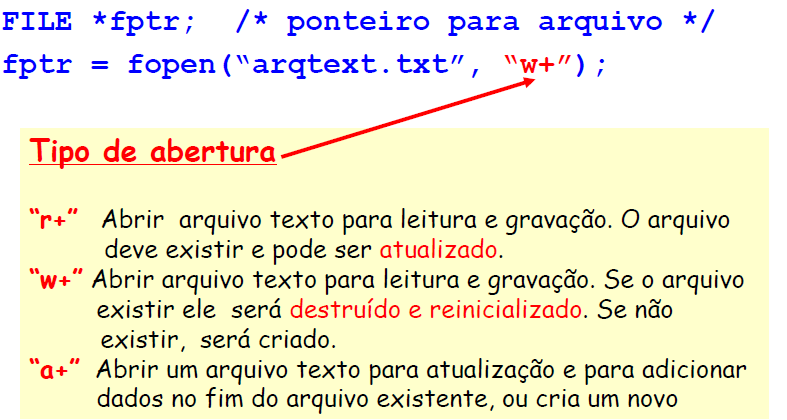 FILE *fptr;  /* ponteiro para arquivo */
fptr = fopen(“arqtext.txt”, “w+”);
Tipo de abertura
“r+” Abrir arquivo texto para leitura e gravação. O arquivo
deve existir e pode ser atualizado.
“w+” Abrir arquivo texto para leitura e gravação. Se o arquivo
existir ele será destruído e reinicializado. Se não
existir, será criado.
“a+” Abrir um arquivo texto para atualização e para adicionar
dados no fim do arquivo existente, ou cria um novo